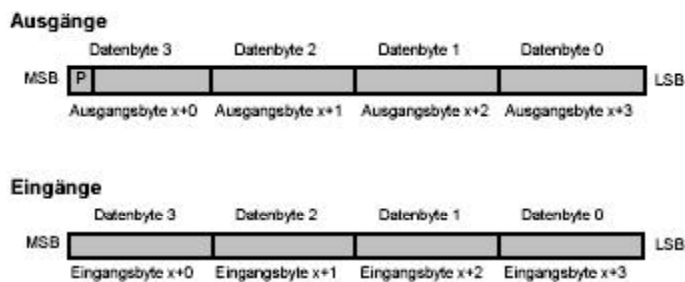 Ausgänge
Datenbyte 3 Datenbyte 2 Datenbyte 1 Datenbyte 0
MSB P LSB
Ausgangsbyte x+0 Ausgangsbyte x+1 Ausgangsbyte x+2 Ausgangsbyte x+3
Eingänge
Datenbyte 3 Datenbyte 2 Datenbyte 1 Datenbyte 0
MSB LSB
Eingangsbyte x+0 Eingangsbyte x+1 Eingangsbyte x+2 Eingangsbyte x+3